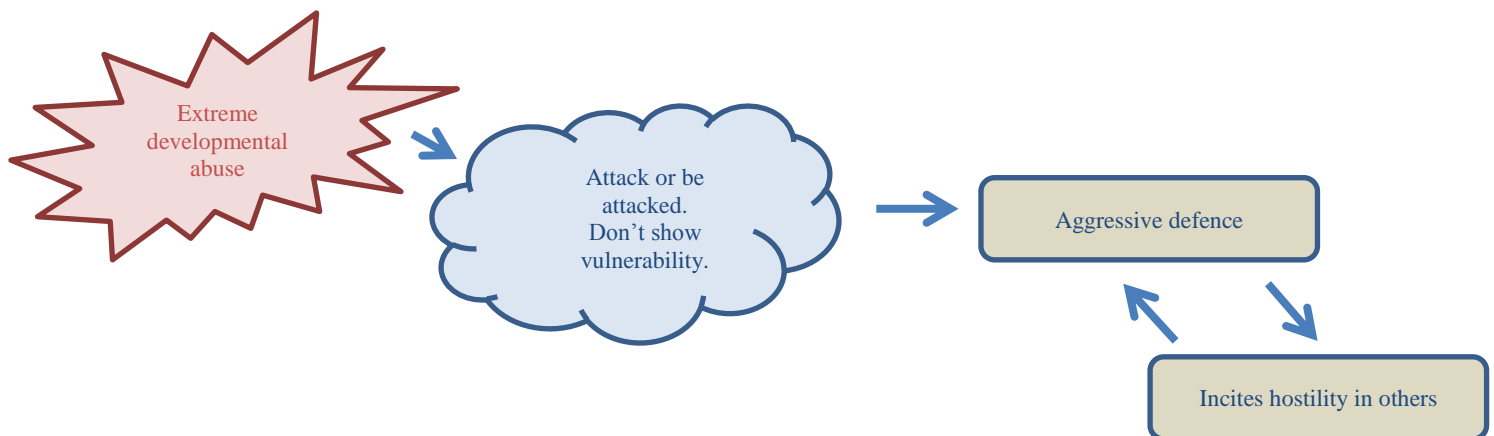 Extreme
developmental
abuse
Attack or be
attacked.
Don’t show
vulnerability.
Aggressive defence
Incites hostility in others